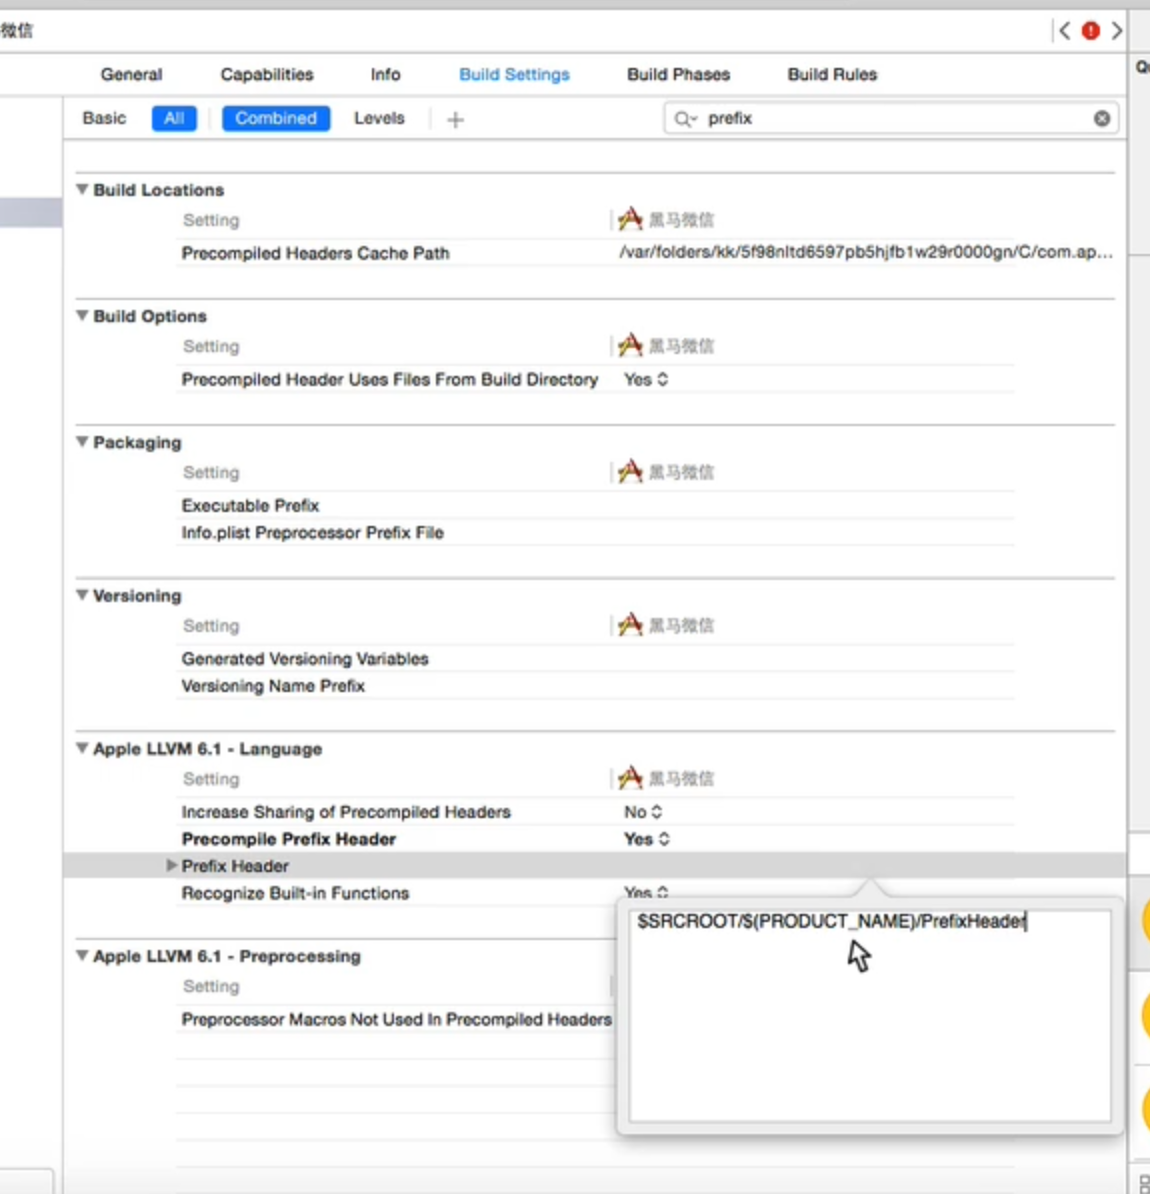 微信
General Capabilities Info Build Settings Build Phases Build Rules
Basic All Combined Levels + prefix
Build Locations
Setting 黑马微信
Precompiled Headers Cache Path /var/folders/kk/5f98nltd6597pb5hjfb1w29r0000gn/C/com.ap...
Build Options
Setting 黑马微信
Precompiled Header Uses Files From Build Directory Yes
Packaging
Setting 黑马微信
Executable Prefix
Info.plist Preprocessor Prefix File
Versioning
Setting 黑马微信
Generated Versioning Variables
Versioning Name Prefix
Apple LLVM 6.1 - Language
Setting 黑马微信
Increase Sharing of Precompiled Headers No
Precompile Prefix Header Yes
Prefix Header
Recognize Built-in Functions Yes
$SRCROOT/$(PRODUCT_NAME)/PrefixHeader
Apple LLVM 6.1 - Preprocessing
Setting
Preprocessor Macros Not Used In Precompiled Headers